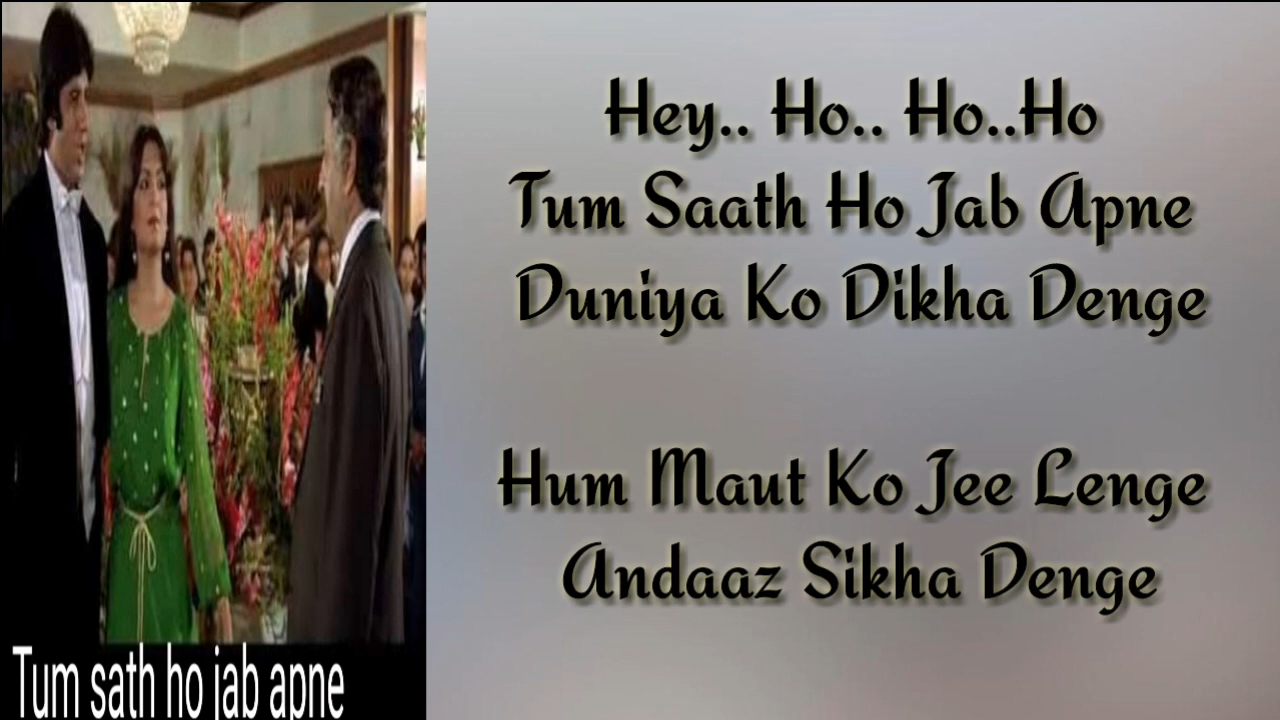 Hey.. Ho.. Ho..Ho
Tum Saath Ho Jab Apne
Duniya Ko Dikha Denge
Hum Maut Ko Jee Lenge
Andaaz Sikha Denge
Tum sath ho jab apne